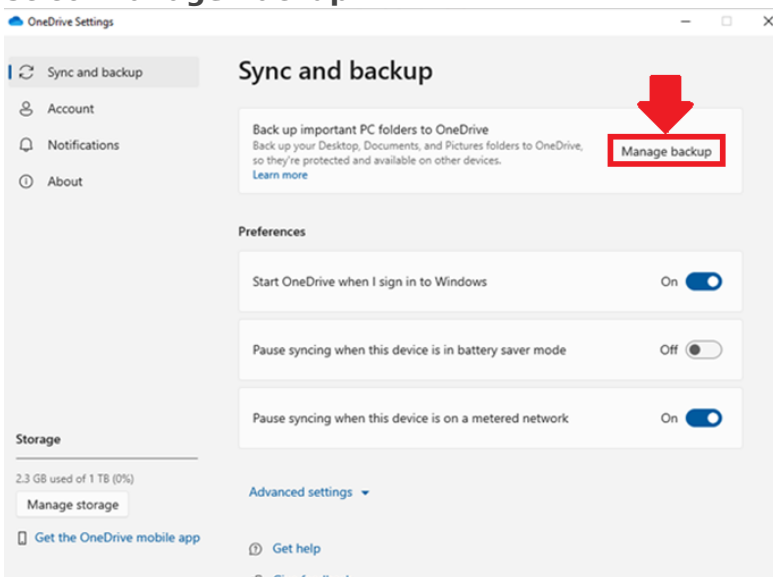 OneDrive Settings
Sync and backup
Account
Notifications
About
Storage
2.3 GB used of 1 TB (0%)
Manage storage
Get the OneDrive mobile app
Sync and backup
Back up important PC folders to OneDrive
Back up your Desktop, Documents, and Pictures folders to OneDrive,
so they're protected and available on other devices.
Learn more
Manage backup
Preferences
Start OneDrive when I sign in to Windows
On
Pause syncing when this device is in battery saver mode
Off
Pause syncing when this device is on a metered network
On
Advanced settings
Get help